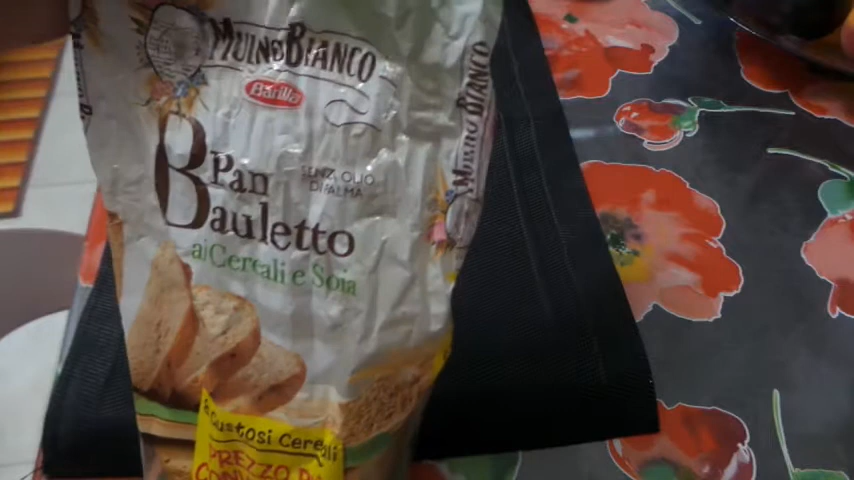 MULINO BIANCO
Barilla
MULINO BIANCO
SENZA OLIO
DI PALMA
Pan
Bauletto
ai Cereali e Soia
Gustosi Cereali
PREZZO